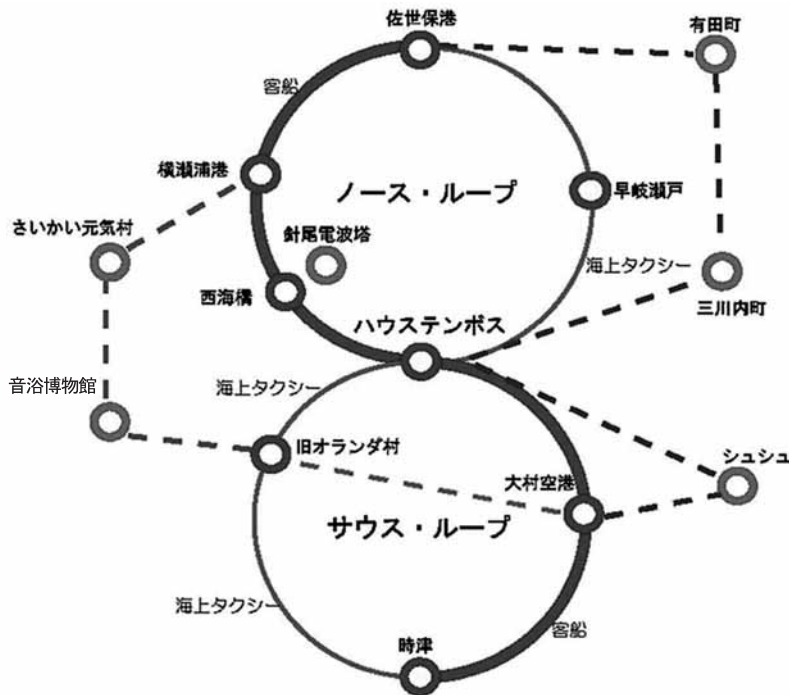 佐世保港
有田町
客船
横瀬浦港
ノース・ループ
早岐瀬戸
さいかい元気村
針尾電波塔
海上タクシー
西海橋
三川内町
ハウステンボス
音浴博物館
海上タクシー
旧オランダ村
シュシュ
大村空港
サウス・ループ
海上タクシー
客船
時津